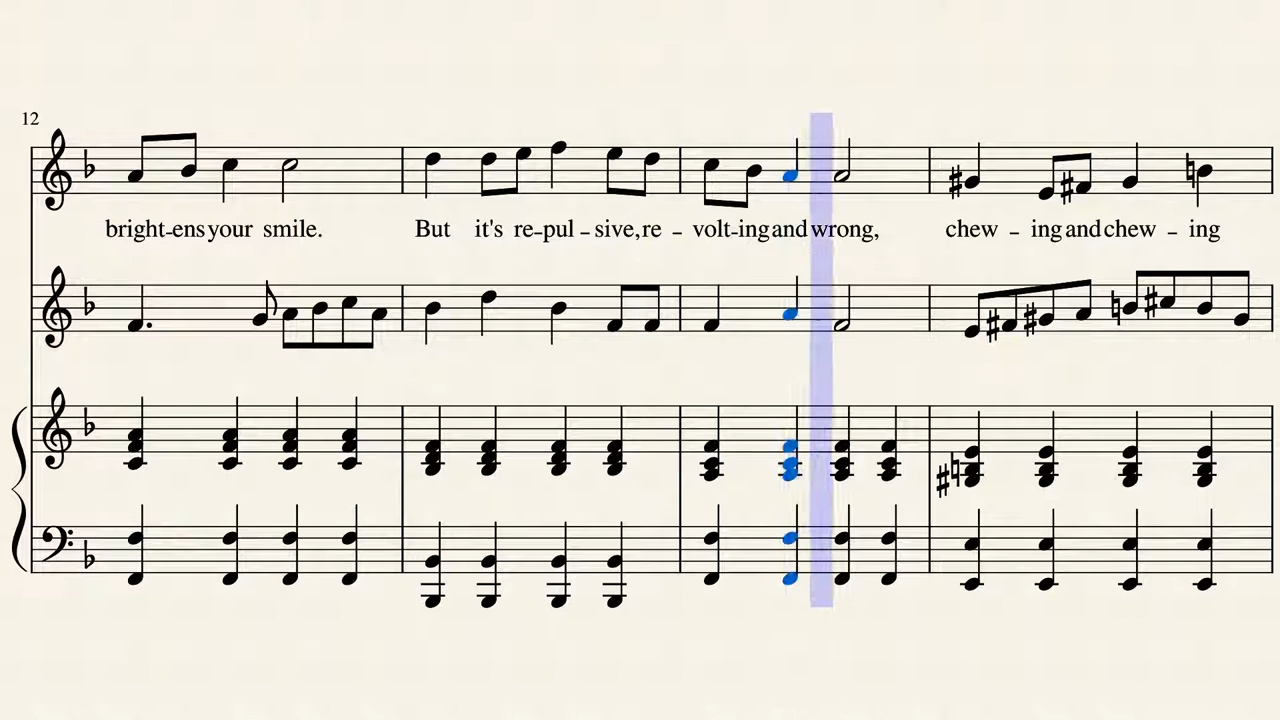 12
bright-ens your smile. But it's re-pul-sive, re-volt-ing and wrong, chew-ing and chew-ing